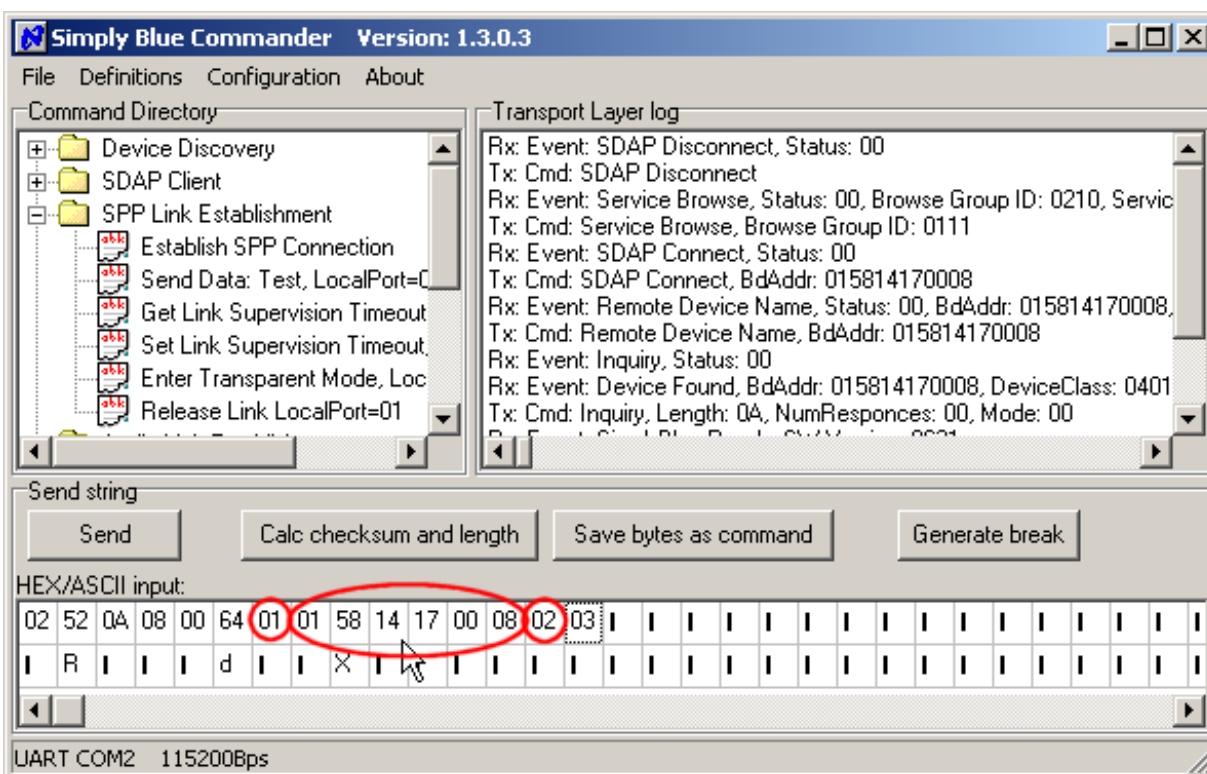 Simply Blue Commander Version: 1.3.0.3
File Definitions Configuration About
Command Directory
Device Discovery
SDAP Client
SPP Link Establishment
Establish SPP Connection
Send Data: Test, LocalPort=0
Get Link Supervision Timeout
Set Link Supervision Timeout,
Enter Transparent Mode, Loc
Release Link LocalPort=01
Transport Layer log
Rx: Event: SDAP Disconnect, Status: 00
Tx: Cmd: SDAP Disconnect
Rx: Event: Service Browse, Status: 00, Browse Group ID: 0210, Servic
Tx: Cmd: Service Browse, Browse Group ID: 0111
Rx: Event: SDAP Connect, Status: 00
Tx: Cmd: SDAP Connect, BdAddr: 015814170008
Rx: Event: Remote Device Name, Status: 00, BdAddr: 015814170008,
Tx: Cmd: Remote Device Name, BdAddr: 015814170008
Rx: Event: Inquiry, Status: 00
Rx: Event: Device Found, BdAddr: 015814170008, DeviceClass: 0401
Tx: Cmd: Inquiry, Length: 0A, NumResponces: 00, Mode: 00
Send string
Send Calc checksum and length Save bytes as command Generate break
HEX/ASCII input:
02 52 0A 08 00 64 01 01 58 14 17 00 08 02 03
R d X
UART COM2 115200Bps